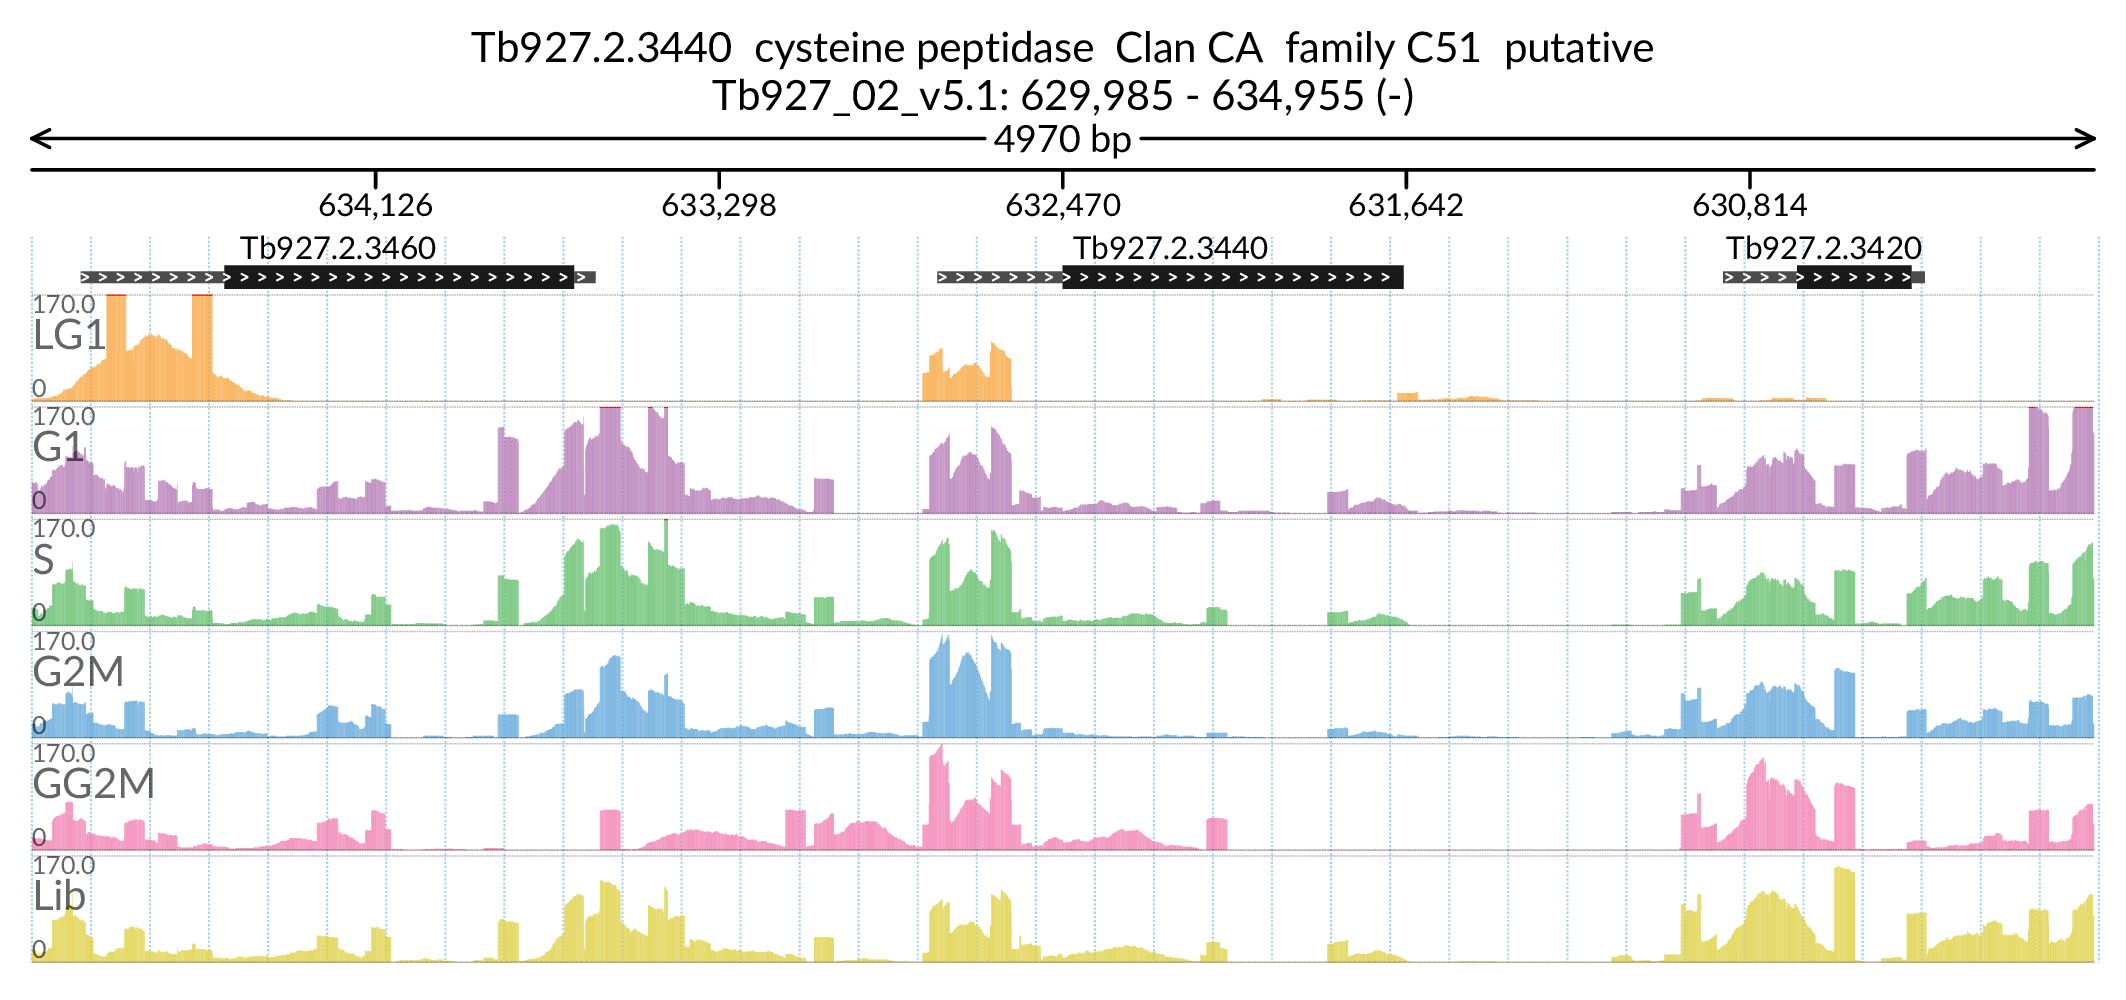 Tb927.2.3440  cysteine peptidase  Clan CA  family C51  putative
Tb927_02_v5.1: 629,985 - 634,955 (-)
4970 bp
634,126 633,298 632,470 631,642 630,814
Tb927.2.3460 Tb927.2.3440 Tb927.2.3420
170.0
LG1
0
170.0
G1
0
170.0
S
0
170.0
G2M
0
170.0
GG2M
0
170.0
Lib
0